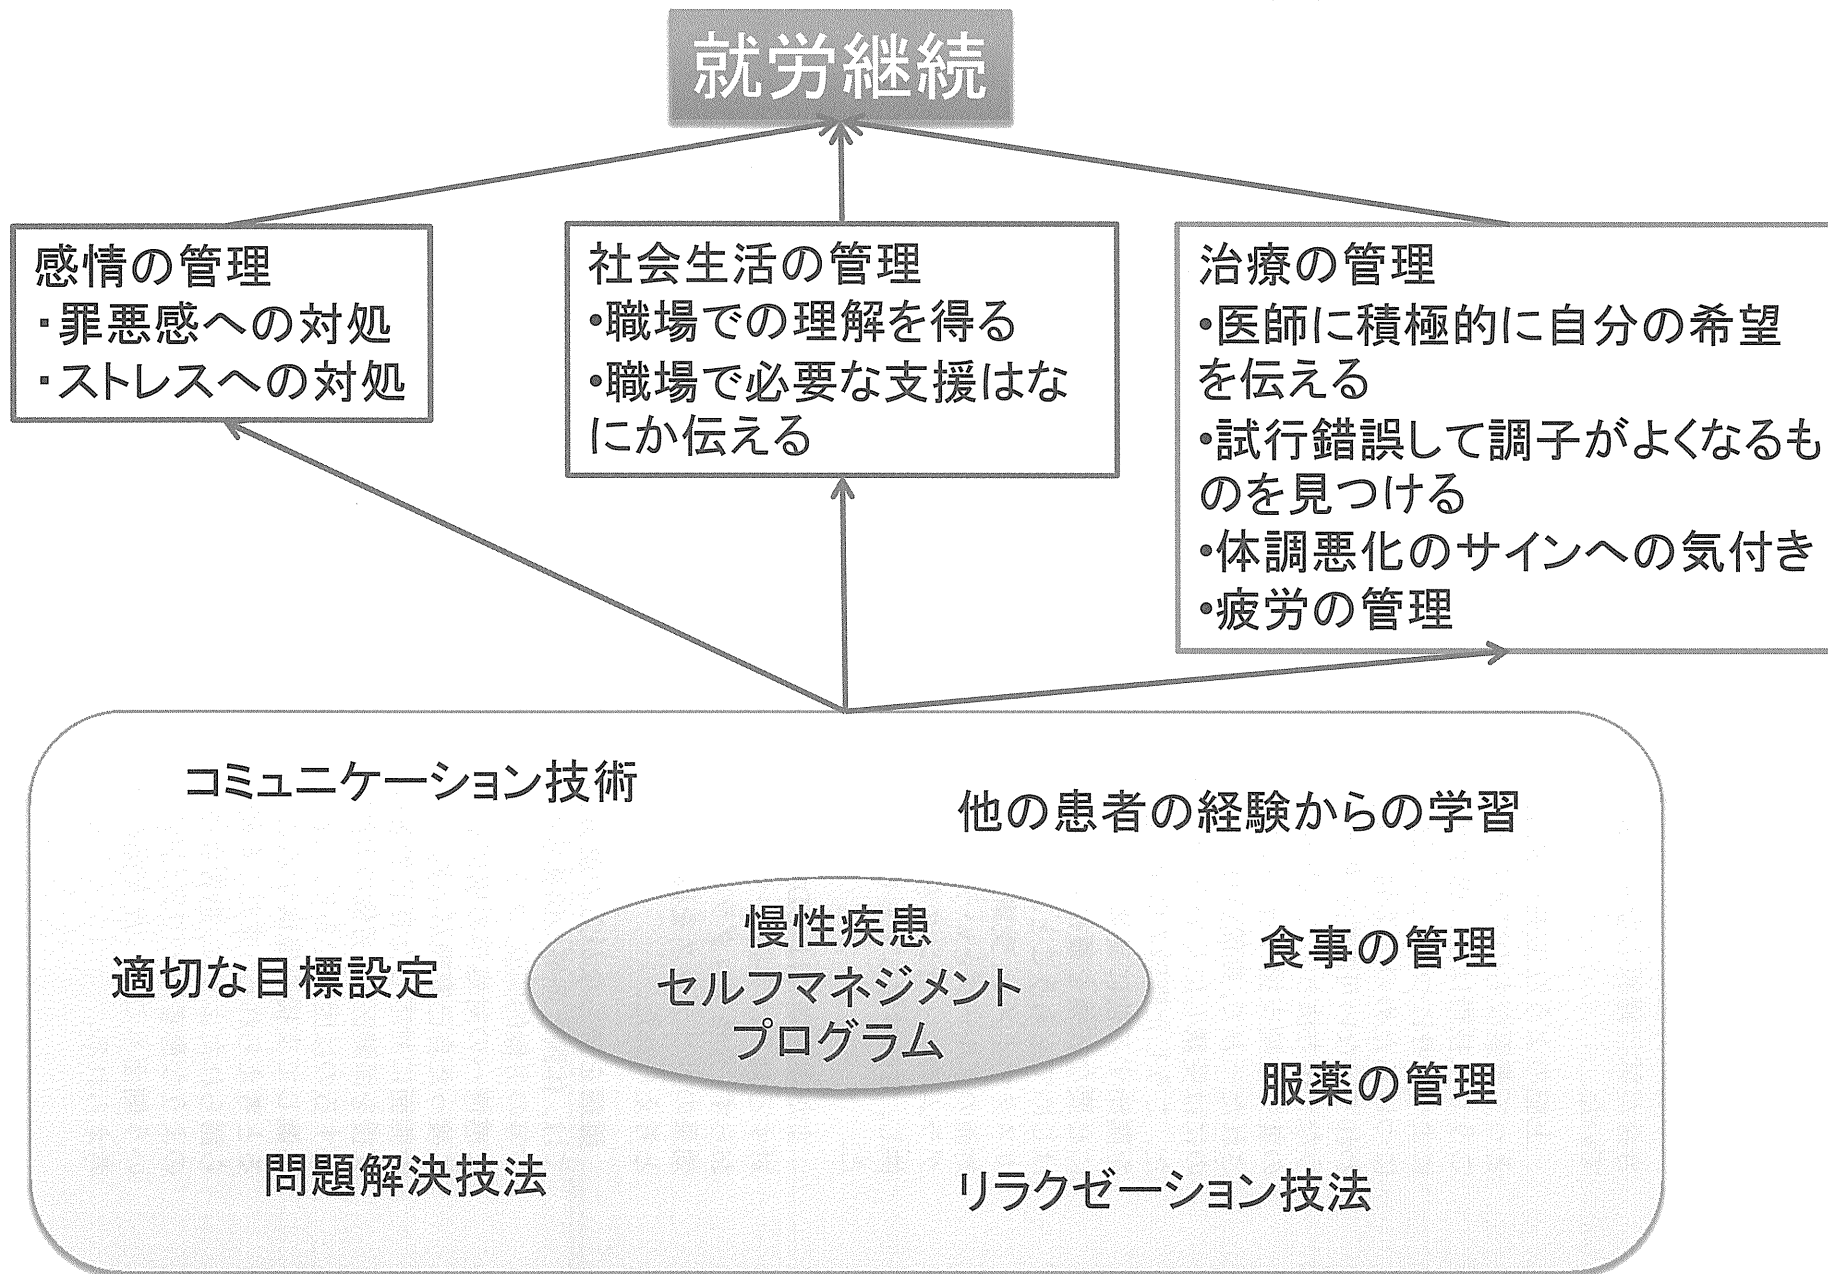 就労継続
感情の管理
・罪悪感への対処
・ストレスへの対処
社会生活の管理
•職場での理解を得る
•職場で必要な支援はな
にか伝える
治療の管理
•医師に積極的に自分の希望
を伝える
•試行錯誤して調子がよくなるも
のを見つける
•体調悪化のサインへの気付き
•疲労の管理
コミュニケーション技術
他の患者の経験からの学習
慢性疾患
セルフマネジメント
プログラム
適切な目標設定
食事の管理
服薬の管理
問題解決技法
リラクゼーション技法